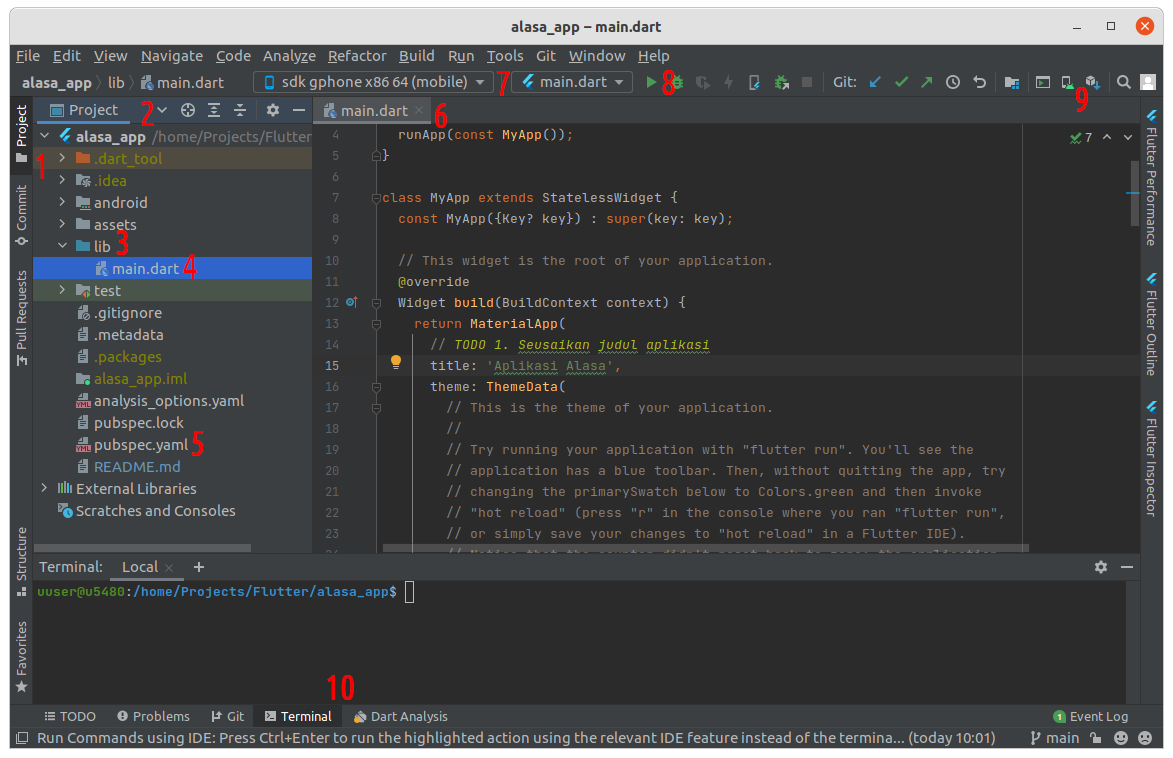 alasa_app – main.dart
File Edit View Navigate Code Analyze Refactor Build Run Tools Git Window Help
alasa_app lib main.dart sdk gphone x86 64 (mobile) 7 main.dart 8 Git: 9
Project 2 main.dart 6
Project
Commit
Pull Requests
Structure
Favorites
alasa_app /home/Projects/Flutter
1
.dart_tool
.idea
android
assets
lib 3
main.dart 4
test
.gitignore
.metadata
.packages
alasa_app.iml
analysis_options.yaml
pubspec.lock
pubspec.yaml 5
README.md
External Libraries
Scratches and Consoles
4 runApp(const MyApp());
5 }
6
7 class MyApp extends StatelessWidget {
8 const MyApp({Key? key}) : super(key: key);
9
10 // This widget is the root of your application.
11 @override
12 Widget build(BuildContext context) {
13 return MaterialApp(
14 // TODO 1. Seusaikan judul aplikasi
15 title: 'Aplikasi Alasa',
16 theme: ThemeData(
17 // This is the theme of your application.
18 //
19 // Try running your application with "flutter run". You'll see the
20 // application has a blue toolbar. Then, without quitting the app, try
21 // changing the primarySwatch below to Colors.green and then invoke
22 // "hot reload" (press "r" in the console where you ran "flutter run",
23 // or simply save your changes to "hot reload" in a Flutter IDE).
7
Flutter Performance
Flutter Outline
Flutter Inspector
Terminal: Local × +
uuser@u5480:/home/Projects/Flutter/alasa_app$
10
TODO Problems Git Terminal Dart Analysis 1 Event Log
Run Commands using IDE: Press Ctrl+Enter to run the highlighted action using the relevant IDE feature instead of the termina... (today 10:01) main